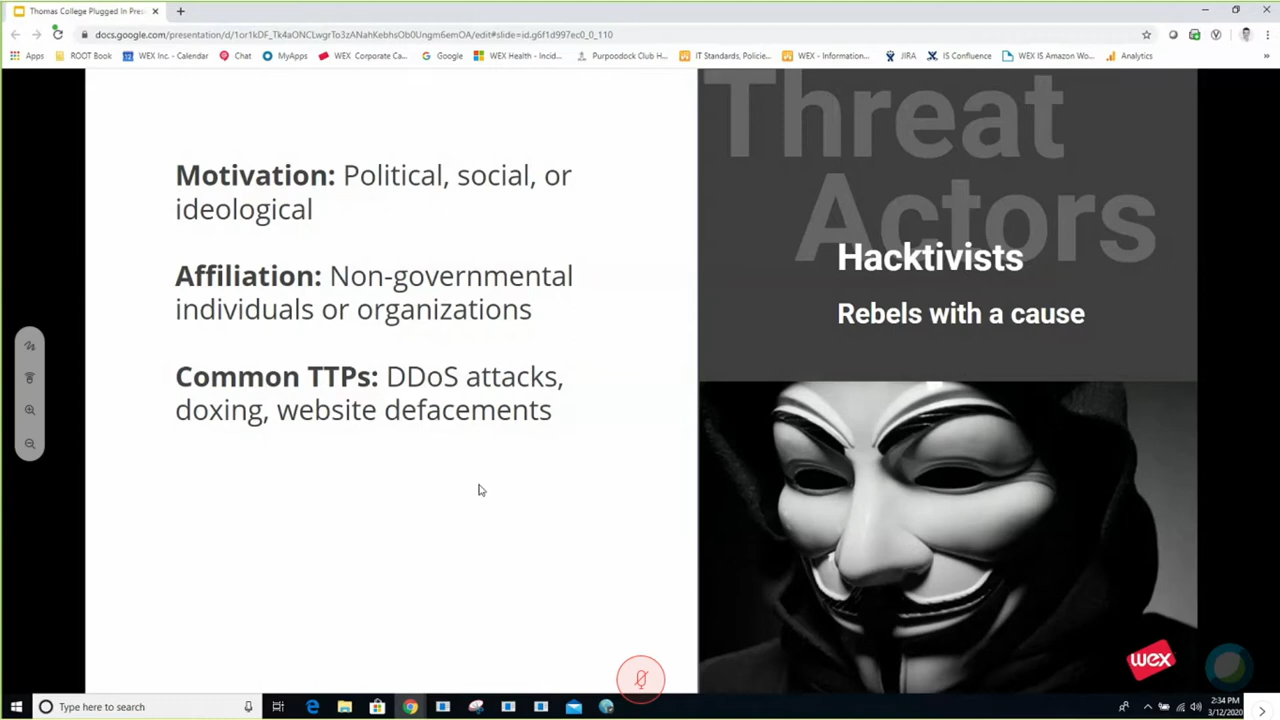 Thomas College Plugged In Pres
docs.google.com/presentation/d/1or1kDF_Tk4aONCLwgrTo3zANahKebhsOb0Ungm6emOA/edit#slide=id.g6f1d997ec0_0_110
Apps ROOT Book WEX Inc. - Calendar Chat MyApps WEX Corporate Ca... Google WEX Health - Incid... Purpoodock Club H... IT Standards, Policie... WEX - Information... JIRA IS Confluence WEX IS Amazon Wo... Analytics »
Threat
Actors
Hacktivists
Rebels with a cause
Motivation: Political, social, or
ideological
Affiliation: Non-governmental
individuals or organizations
Common TTPs: DDoS attacks,
doxing, website defacements
wex
Type here to search
2:34 PM
3/12/2020